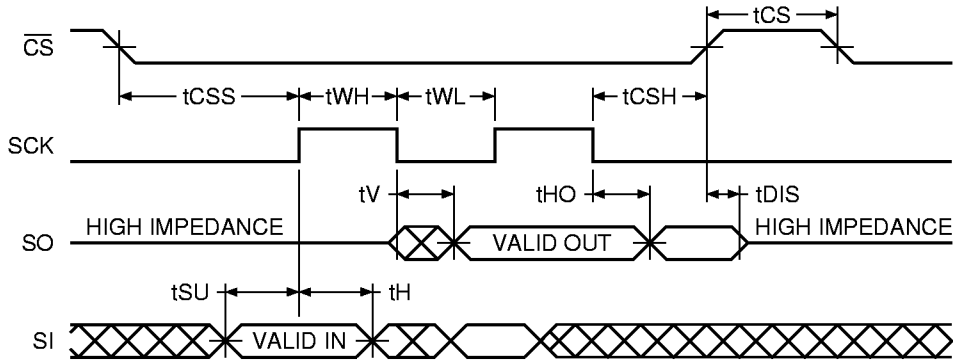 tCS
C̅S̅
tCSS
tWH
tWL
tCSH
SCK
tV
tHO
tDIS
HIGH IMPEDANCE
HIGH IMPEDANCE
SO
VALID OUT
tSU
tH
SI
VALID IN